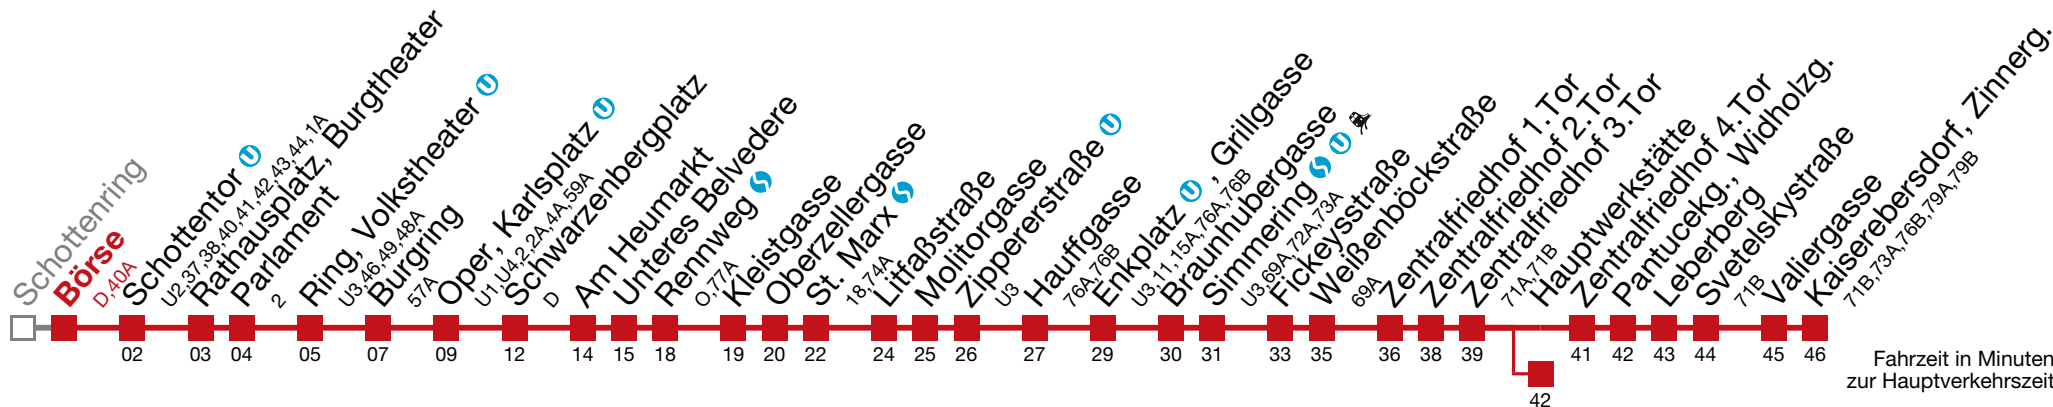 Schottenring
Börse
D,40A
Schottentor U
U2,37,38,40,41,42,43,44,1A
Rathausplatz, Burgtheater
Parlament
2
Ring, Volkstheater U
U3,46,49,48A
Burgring
57A
Oper, Karlsplatz U
U1,U4,2,2A,4A,59A
Schwarzenbergplatz
D
Am Heumarkt
Unteres Belvedere
Rennweg S
O,77A
Kleistgasse
Oberzellergasse
St. Marx S
18,74A
Litfaßstraße
Molitorgasse
Zippererstraße U
U3
Hauffgasse
76A,76B
Enkplatz U , Grillgasse
U3,11,15A,76A,76B
Braunhubergasse
Simmering S U
U3,69A,72A,73A
Fickeysstraße
Weißenböckstraße
69A
Zentralfriedhof 1.Tor
Zentralfriedhof 2.Tor
Zentralfriedhof 3.Tor
71A,71B
Hauptwerkstätte
Zentralfriedhof 4.Tor
Pantucekg., Widholzg.
Leberberg
Svetelskystraße
71B
Valiergasse
Kaiserebersdorf, Zinnerg.
71B,73A,76B,79A,79B
02 03 04 05 07 09 12 14 15 18 19 20 22 24 25 26 27 29 30 31 33 35 36 38 39 41 42 43 44 45 46
42
Fahrzeit in Minuten
zur Hauptverkehrszeit